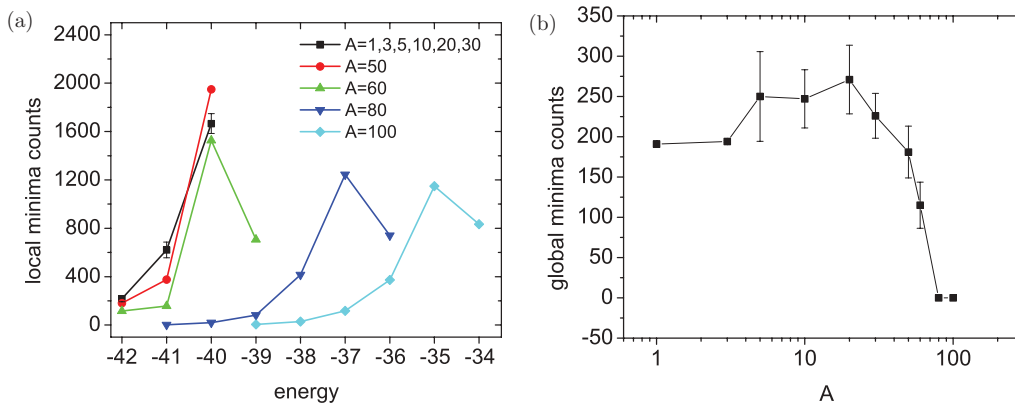 (a)
local minima counts
2400
2000
1600
1200
800
400
0
A=1,3,5,10,20,30
A=50
A=60
A=80
A=100
-42 -41 -40 -39 -38 -37 -36 -35 -34
energy
(b)
global minima counts
350
300
250
200
150
100
50
0
-50
1 10 100
A